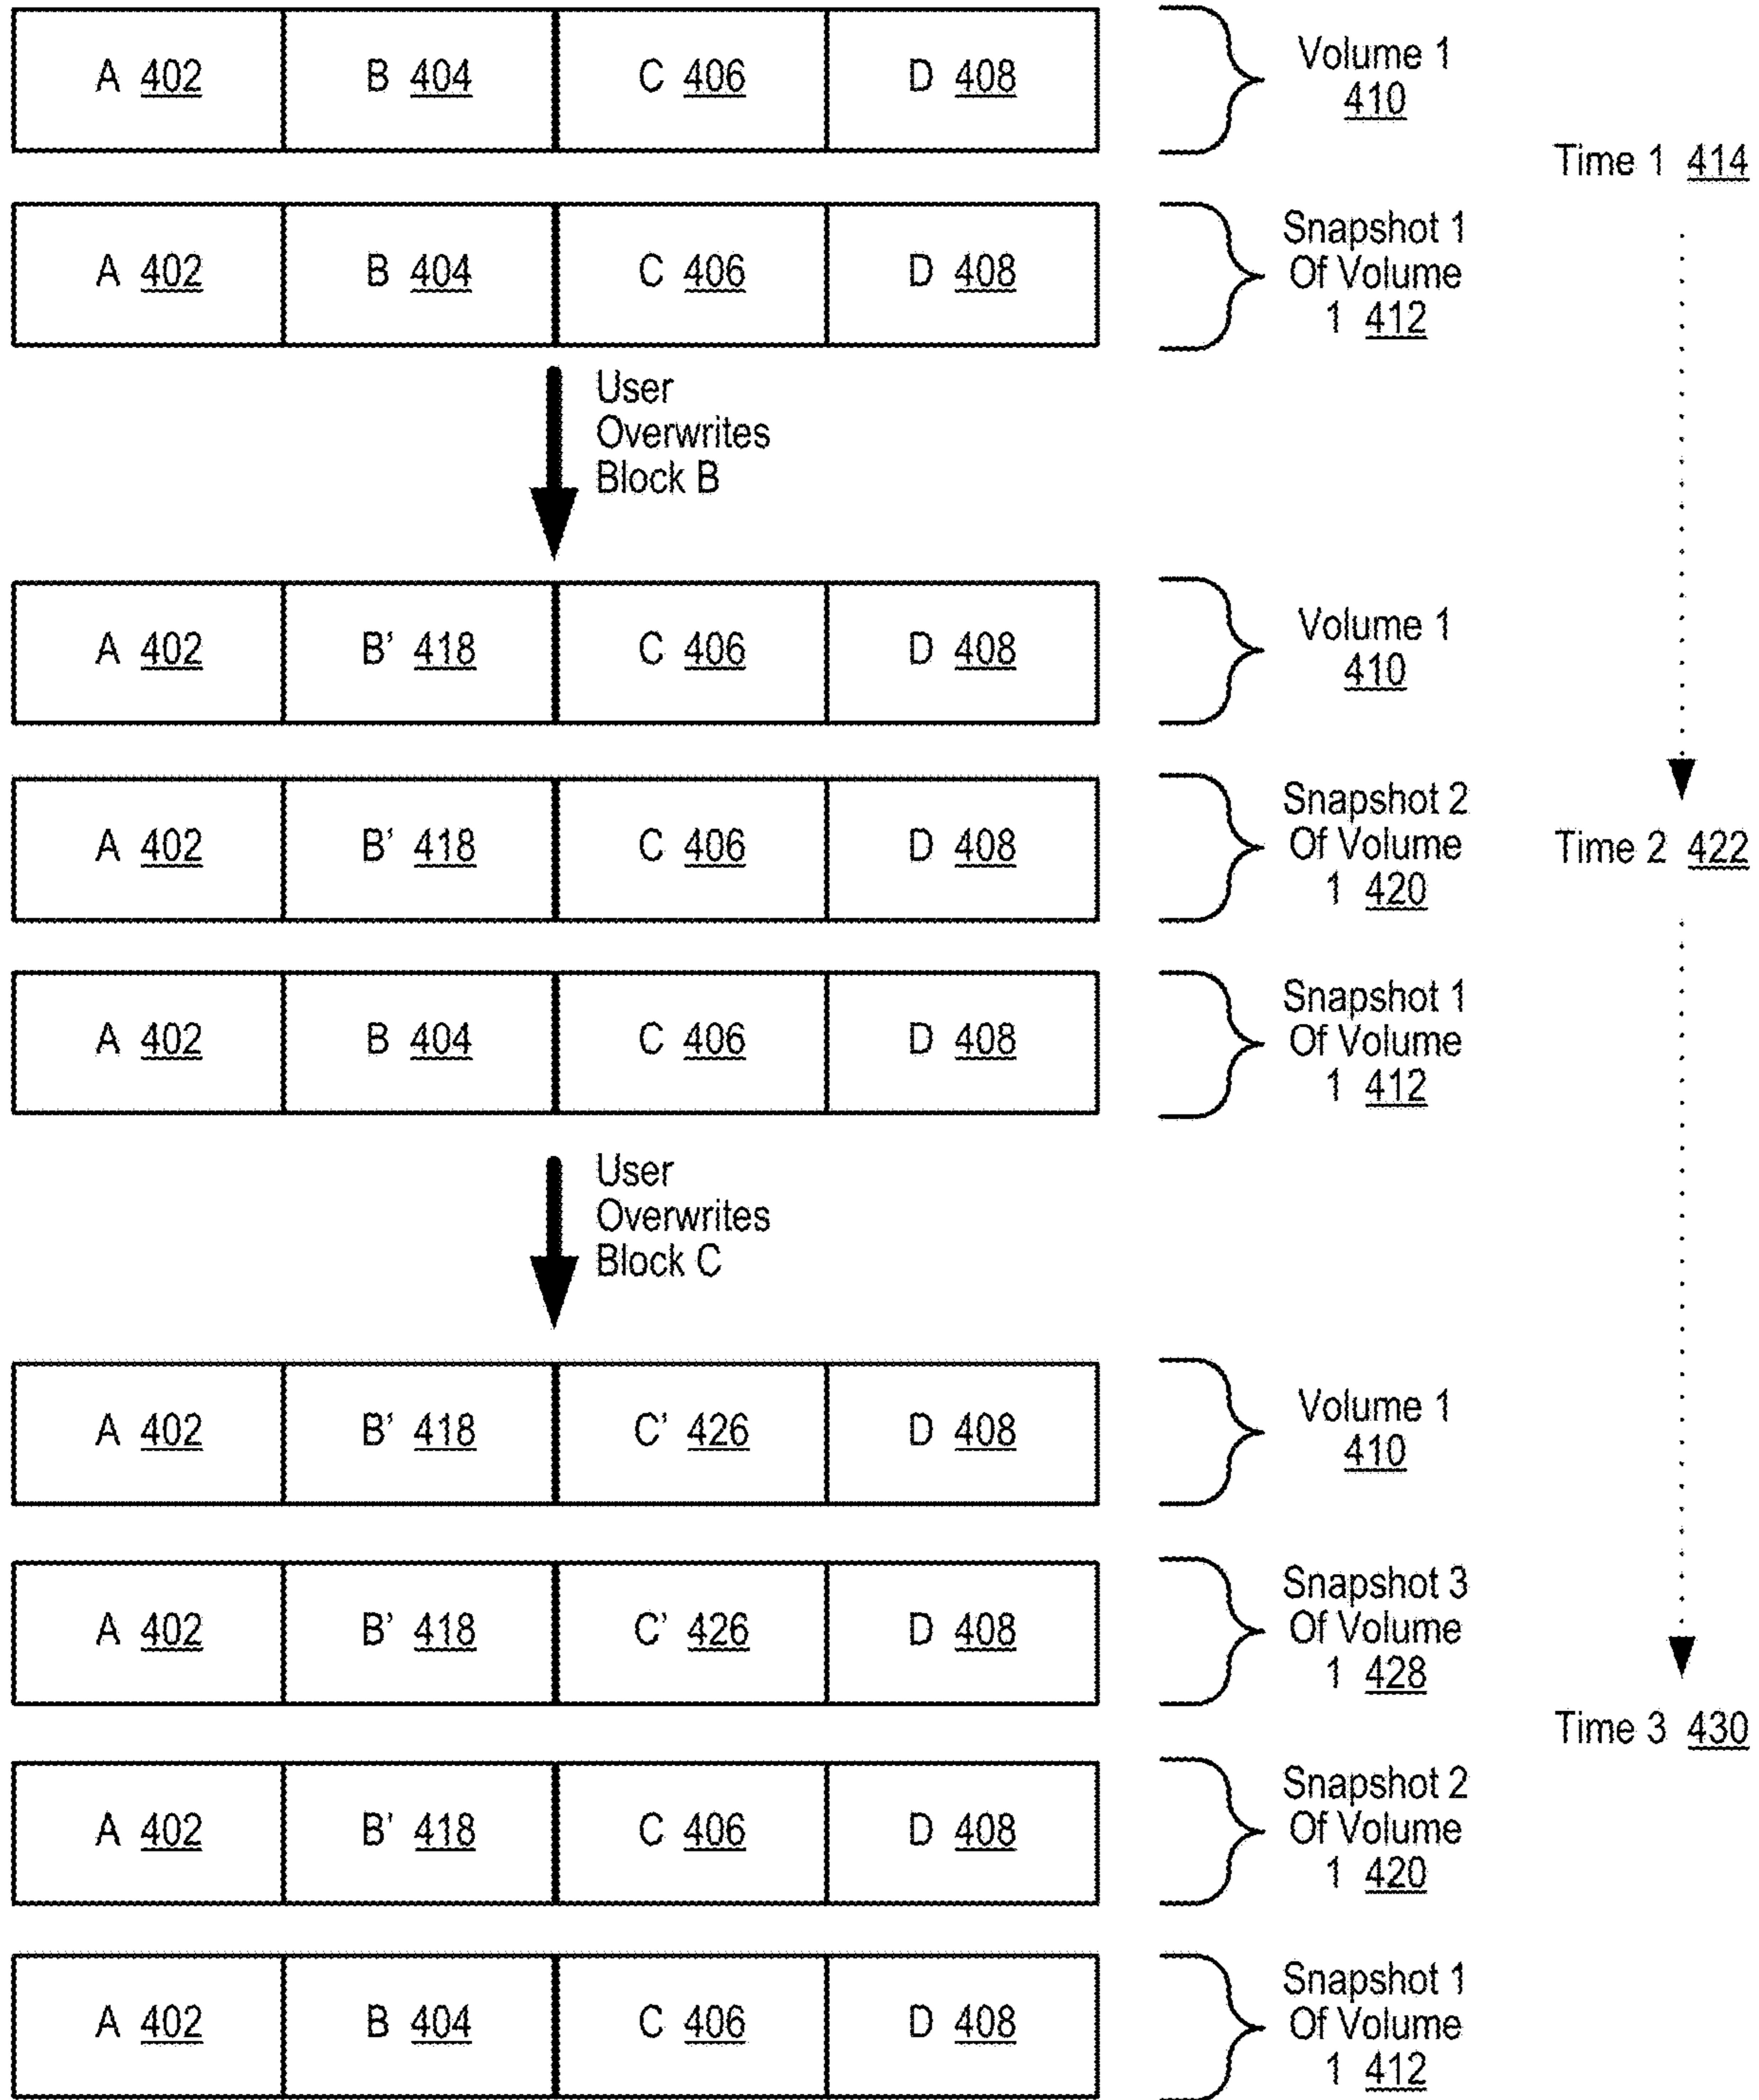 A 402 B 404 C 406 D 408
Volume 1
410
Time 1 414
A 402 B 404 C 406 D 408
Snapshot 1
Of Volume
1 412
User
Overwrites
Block B
A 402 B' 418 C 406 D 408
Volume 1
410
A 402 B' 418 C 406 D 408
Snapshot 2
Of Volume
1 420
Time 2 422
A 402 B 404 C 406 D 408
Snapshot 1
Of Volume
1 412
User
Overwrites
Block C
A 402 B' 418 C' 426 D 408
Volume 1
410
A 402 B' 418 C' 426 D 408
Snapshot 3
Of Volume
1 428
Time 3 430
A 402 B' 418 C 406 D 408
Snapshot 2
Of Volume
1 420
A 402 B 404 C 406 D 408
Snapshot 1
Of Volume
1 412